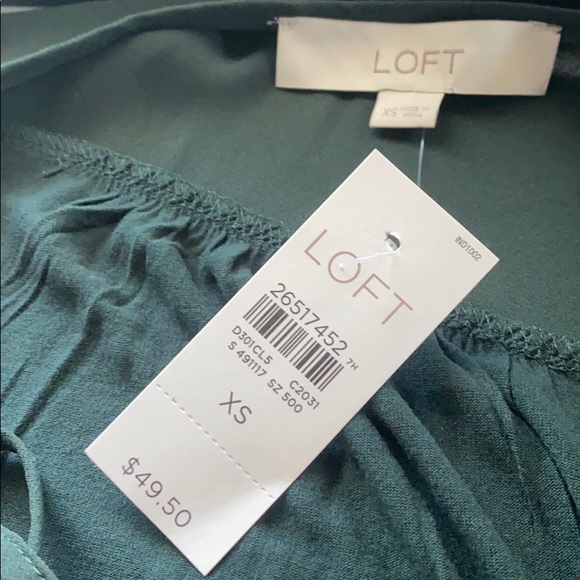 LOFT
XS
MADE IN
INDIA
LOFT
IND1002
26517452 7H
D301CL5 C2031
S 491117 SZ 500
XS
$49.50